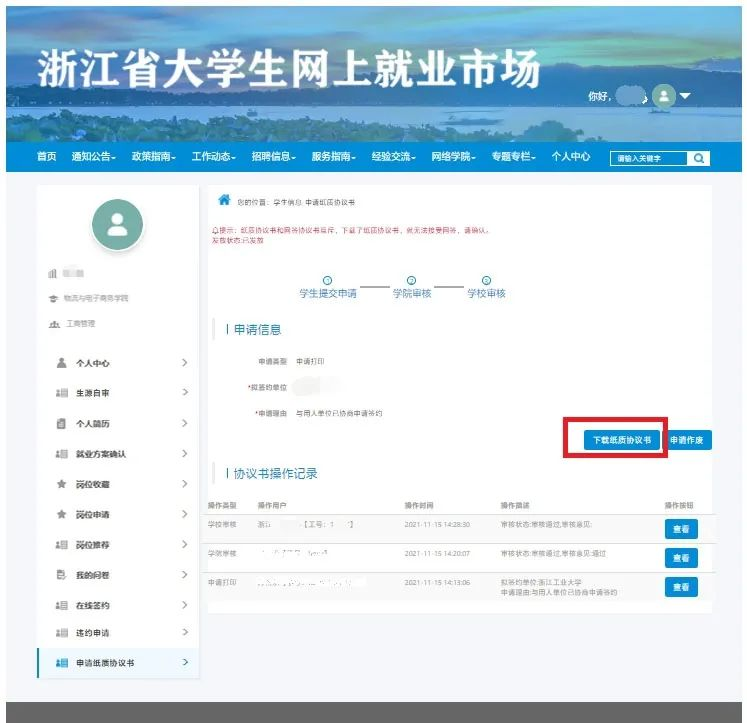 浙江省大学生网上就业市场
你好,
首页 通知公告 政策指南 工作动态 招聘信息 服务指南 经验交流 网络学院 专题专栏 个人中心 请输入关键字
您的位置: 学生信息 申请纸质协议书
提示: 纸质协议书和网签协议书互斥, 下载了纸质协议书, 就无法接受网签, 请确认。
发放状态:已发放
物流与电子商务学院
工商管理
1 2 3
学生提交申请 学院审核 学校审核
申请信息
申请类型 申请打印
*拟签约单位
*申请理由 与用人单位已协商申请签约
下载纸质协议书 申请作废
个人中心
生源自审
个人简历
就业方案确认
岗位收藏
岗位申请
岗位推荐
我的问卷
在线签约
违约申请
申请纸质协议书
协议书操作记录
操作类型 操作用户 操作时间 操作描述 操作按钮
学校审核 浙江 【工号: 1 】 2021-11-15 14:28:30 审核状态:审核通过,审核意见: 查看
学院审核 2021-11-15 14:20:07 审核状态:审核通过,审核意见:通过 查看
申请打印 2021-11-15 14:13:06 拟签约单位:浙江工业大学 查看
申请理由:与用人单位已协商申请签约